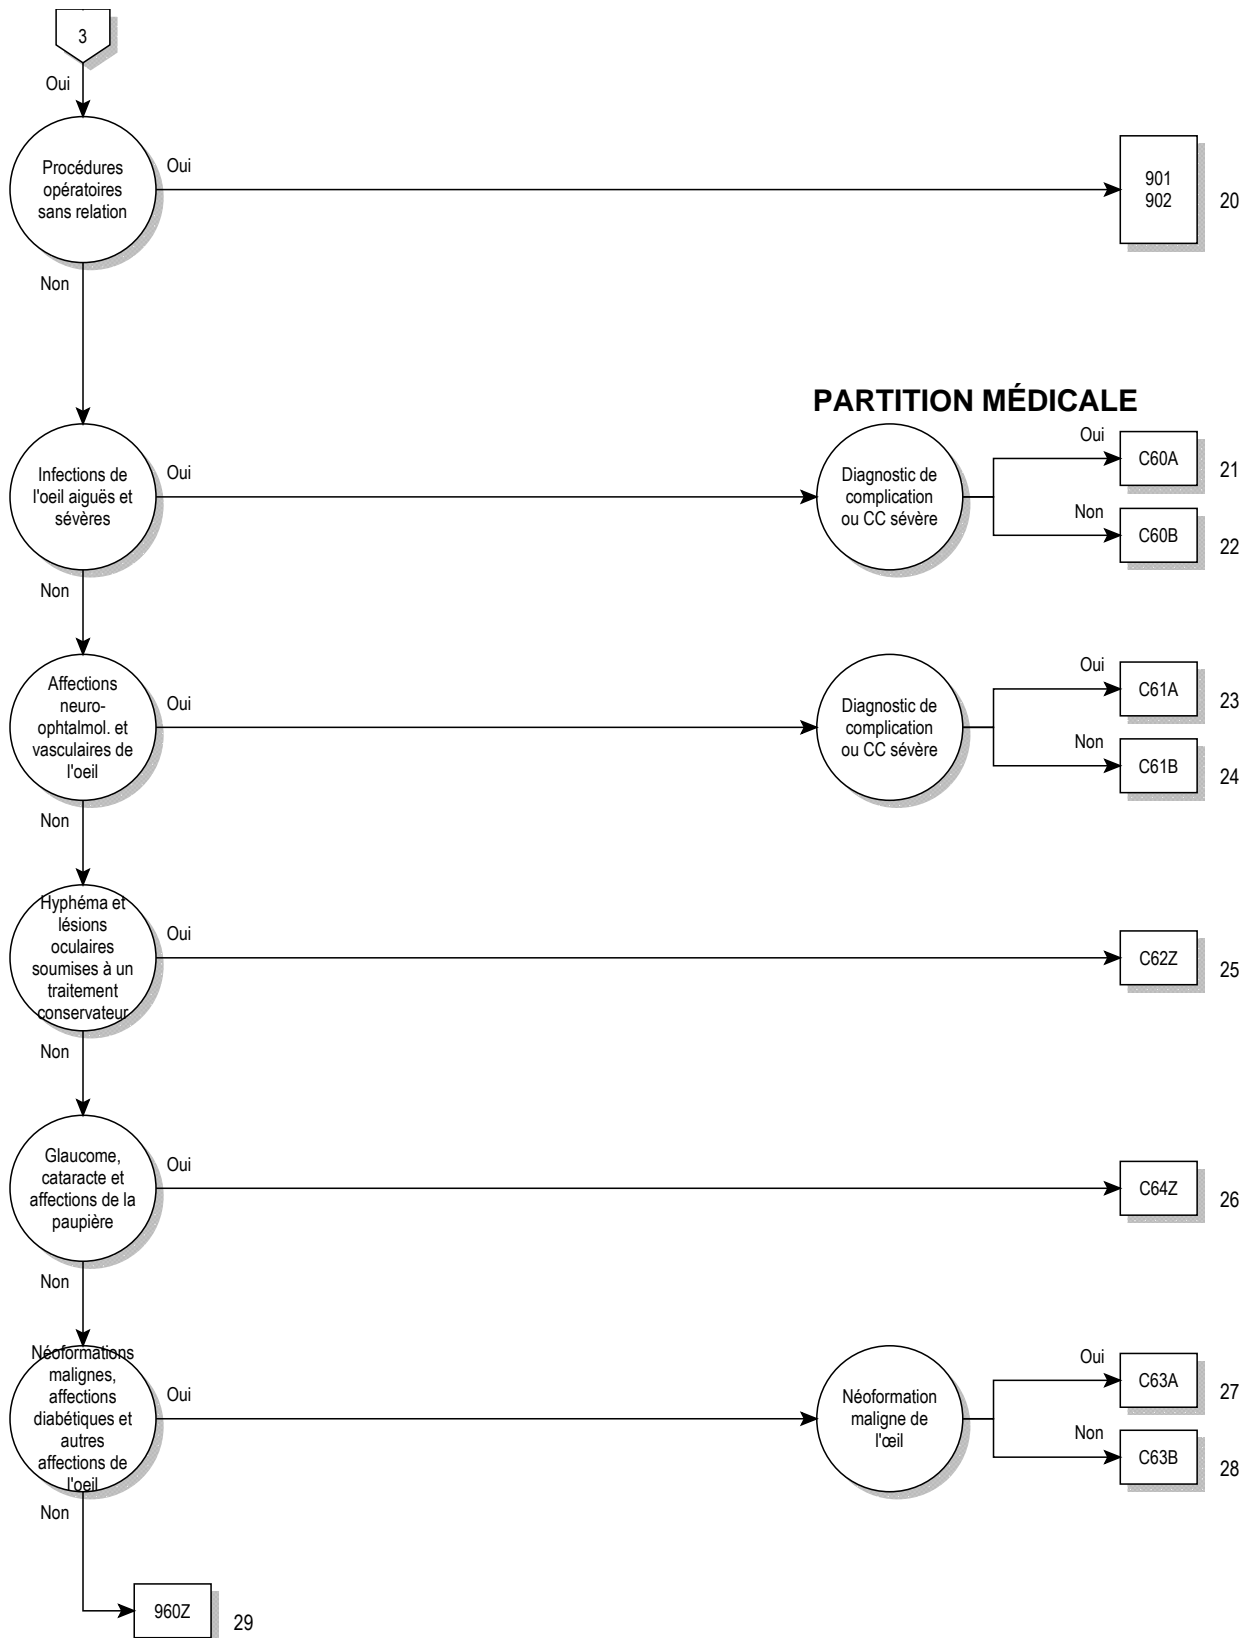 3
Oui
Procédures
opératoires
sans relation
Oui
901
902
20
Non
PARTITION MÉDICALE
Infections de
l'oeil aiguës et
sévères
Oui
Diagnostic de
complication
ou CC sévère
Oui
C60A
21
Non
C60B
22
Non
Affections
neuro-
ophtalmol. et
vasculaires de
l'oeil
Oui
Diagnostic de
complication
ou CC sévère
Oui
C61A
23
Non
C61B
24
Non
Hyphéma et
lésions
oculaires
soumises à un
traitement
conservateur
Oui
C62Z
25
Non
Glaucome,
cataracte et
affections de la
paupière
Oui
C64Z
26
Non
Néoformations
malignes,
affections
diabétiques et
autres
affections de
l'oeil
Oui
Néoformation
maligne de
l'œil
Oui
C63A
27
Non
C63B
28
Non
960Z
29